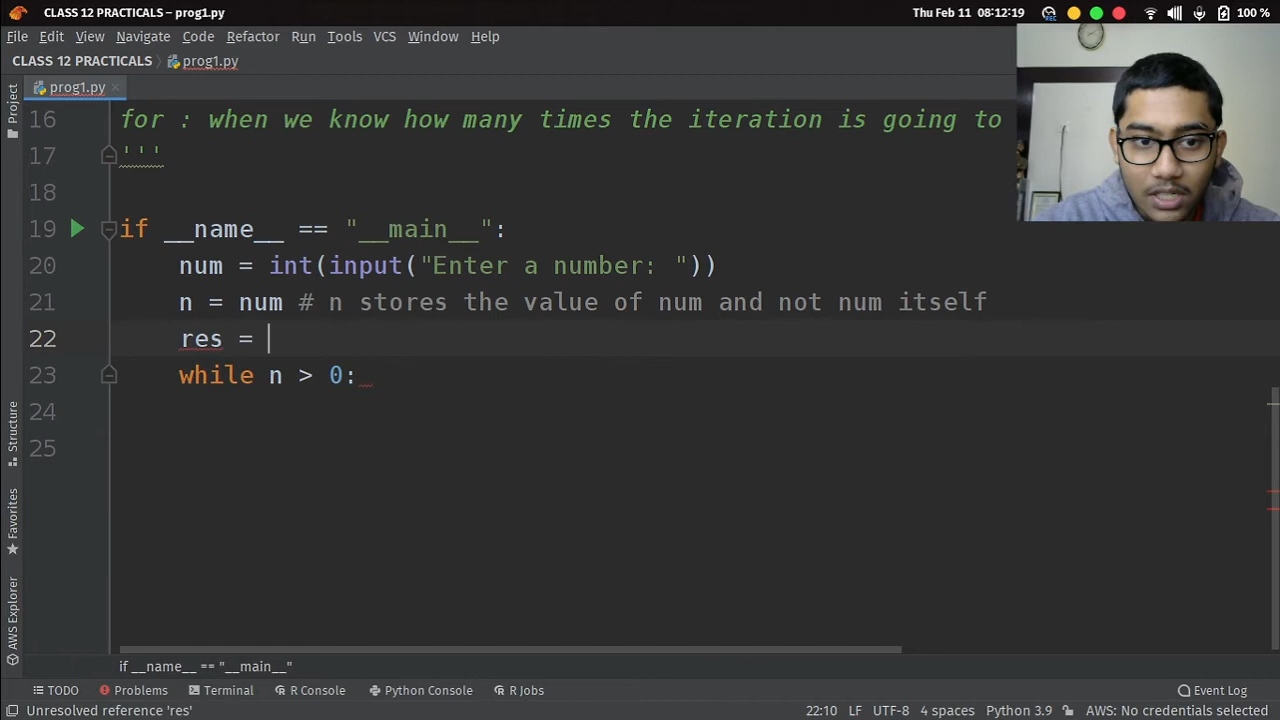 CLASS 12 PRACTICALS – prog1.py
Thu Feb 11 08:12:19
REC
100 %
File Edit View Navigate Code Refactor Run Tools VCS Window Help
CLASS 12 PRACTICALS prog1.py
prog1.py
Project
16 for : when we know how many times the iteration is going to
17 '''
18
19 if __name__ == "__main__":
20 num = int(input("Enter a number: "))
21 n = num # n stores the value of num and not num itself
22 res =
23 while n > 0:
24
25
Structure
Favorites
AWS Explorer
if __name__ == "__main__"
TODO Problems Terminal R Console Python Console R Jobs Event Log
Unresolved reference 'res' 22:10 LF UTF-8 4 spaces Python 3.9 AWS: No credentials selected